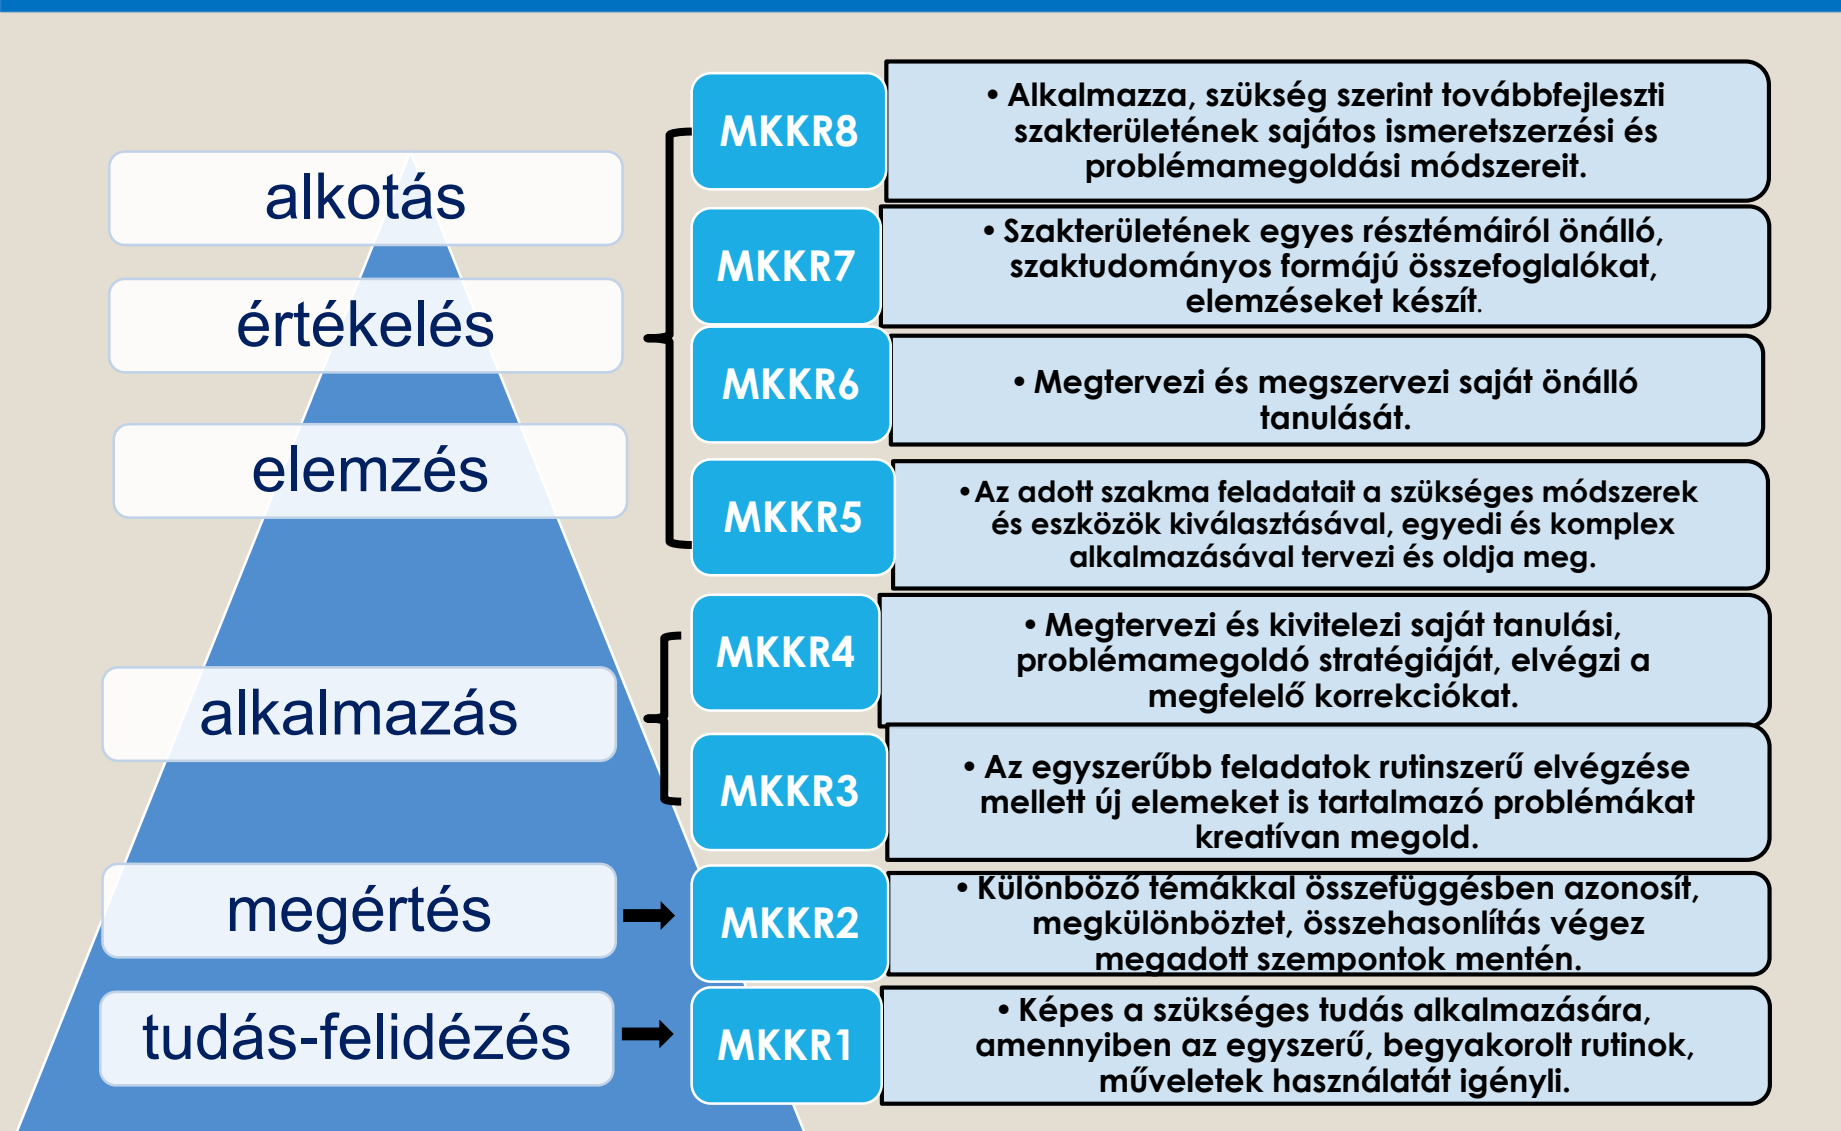 alkotás
értékelés
elemzés
alkalmazás
megértés
tudás-felidézés
MKKR8
• Alkalmazza, szükség szerint továbbfejleszti
szakterületének sajátos ismeretszerzési és
problémamegoldási módszereit.
MKKR7
• Szakterületének egyes résztémáiról önálló,
szaktudományos formájú összefoglalókat,
elemzéseket készít.
MKKR6
• Megtervezi és megszervezi saját önálló
tanulását.
MKKR5
• Az adott szakma feladatait a szükséges módszerek
és eszközök kiválasztásával, egyedi és komplex
alkalmazásával tervezi és oldja meg.
MKKR4
• Megtervezi és kivitelezi saját tanulási,
problémamegoldó stratégiáját, elvégzi a
megfelelő korrekciókat.
MKKR3
• Az egyszerűbb feladatok rutinszerű elvégzése
mellett új elemeket is tartalmazó problémákat
kreatívan megold.
MKKR2
• Különböző témákkal összefüggésben azonosít,
megkülönböztet, összehasonlítás végez
megadott szempontok mentén.
MKKR1
• Képes a szükséges tudás alkalmazására,
amennyiben az egyszerű, begyakorolt rutinok,
műveletek használatát igényli.